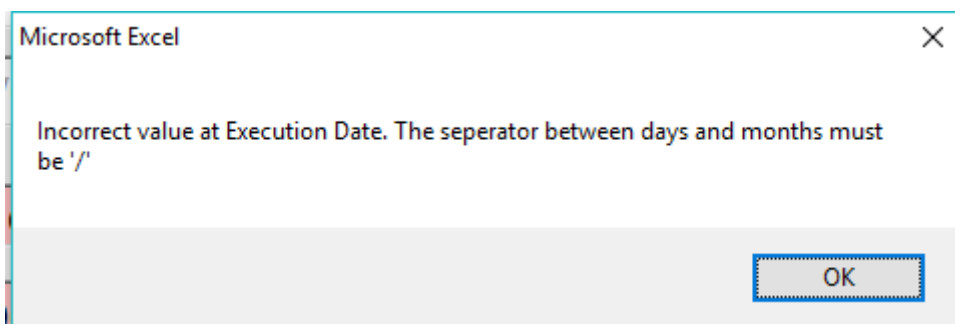 Microsoft Excel
Incorrect value at Execution Date. The seperator between days and months must
be '/'
OK